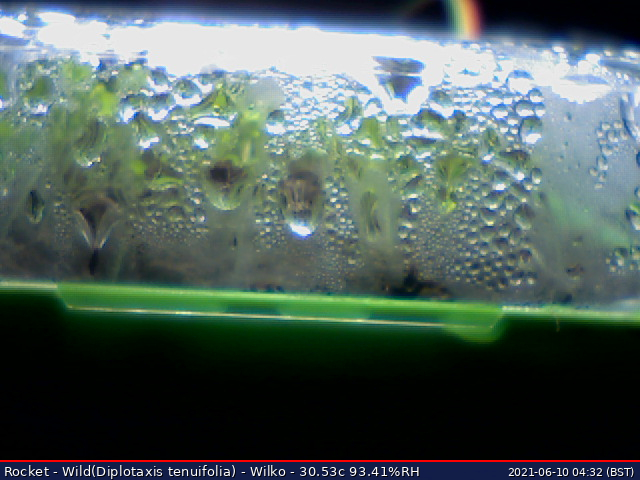 Rocket - Wild(Diplotaxis tenuifolia) - Wilko - 30.53c 93.41%RH 2021-06-10 04:32 (BST)